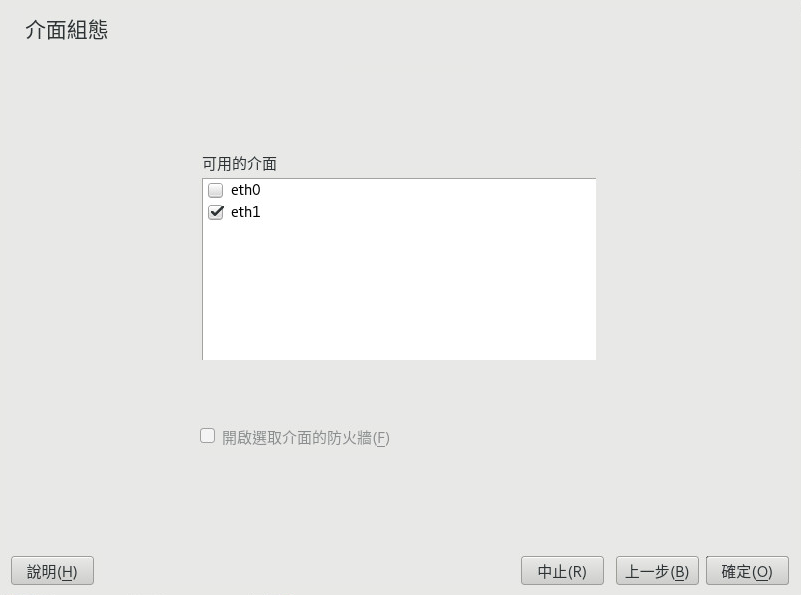 介面組態
可用的介面
eth0
eth1
開啟選取介面的防火牆(F)
說明(H)
中止(R)
上一步(B)
確定(O)